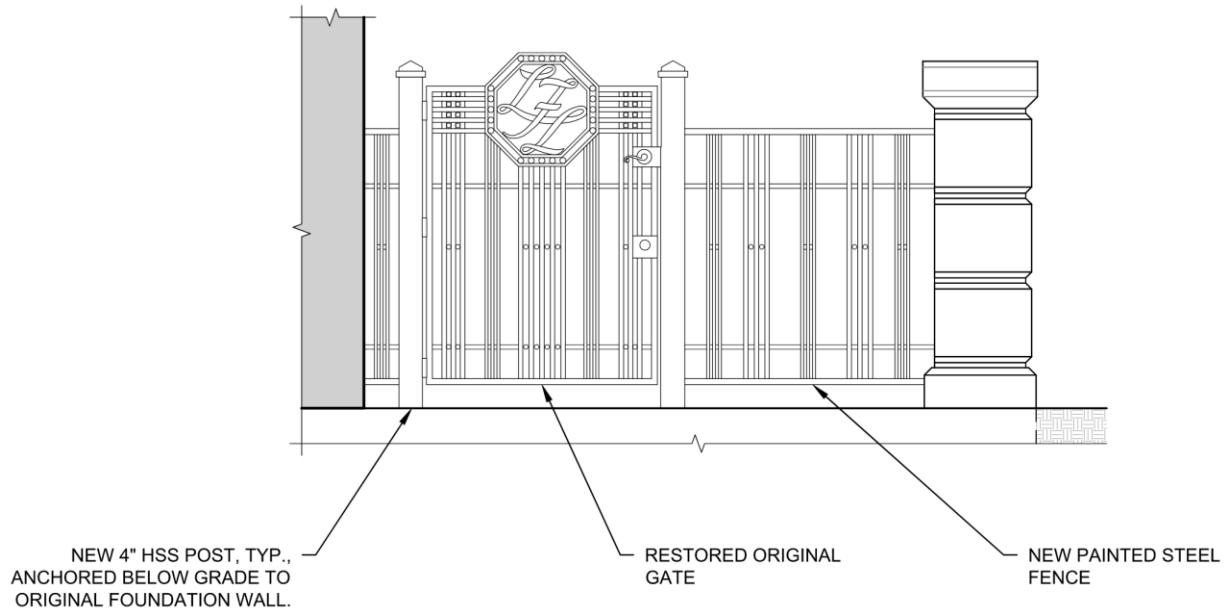 NEW 4" HSS POST, TYP.,
ANCHORED BELOW GRADE TO
ORIGINAL FOUNDATION WALL.
RESTORED ORIGINAL
GATE
NEW PAINTED STEEL
FENCE